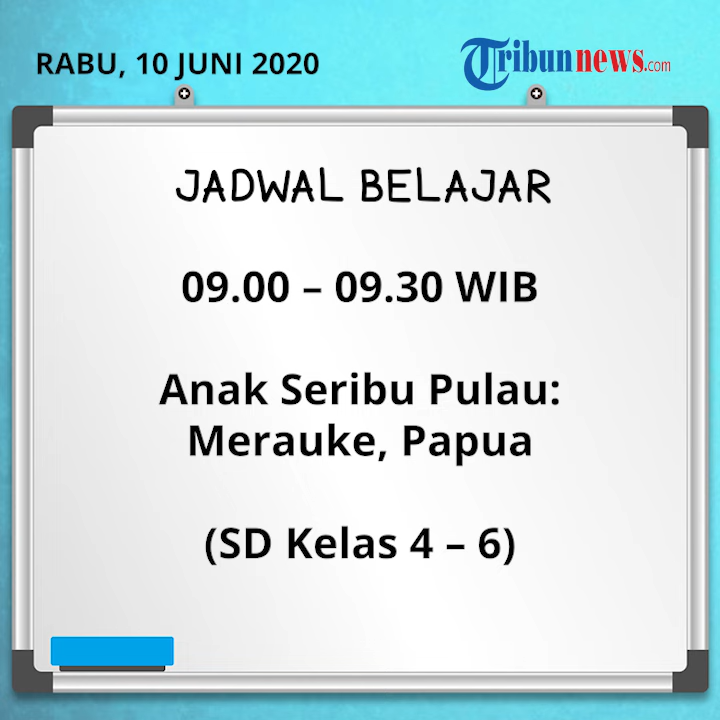 RABU, 10 JUNI 2020
Tribunnews.com
JADWAL BELAJAR
09.00 – 09.30 WIB
Anak Seribu Pulau:
Merauke, Papua
(SD Kelas 4 – 6)